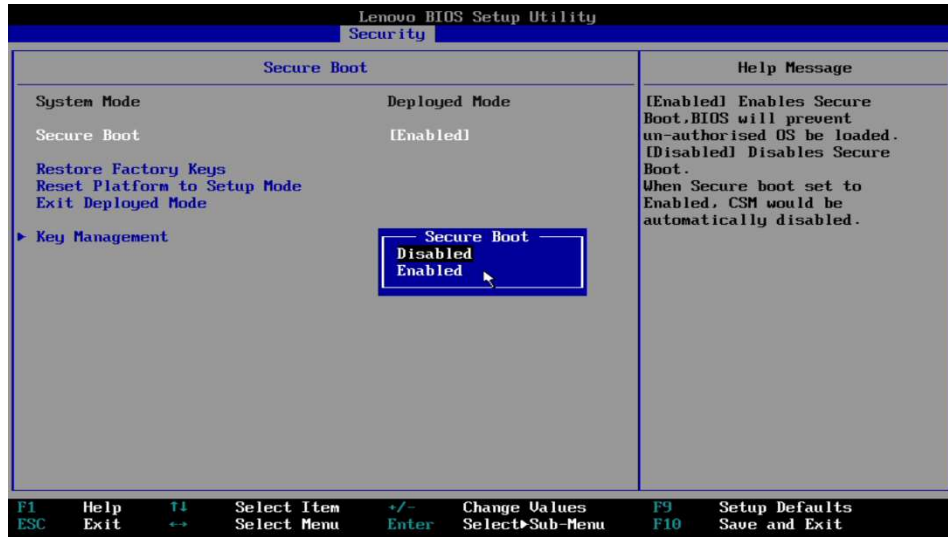 Lenovo BIOS Setup Utility
Security
Secure Boot
System Mode Deployed Mode
Secure Boot [Enabled]
Restore Factory Keys
Reset Platform to Setup Mode
Exit Deployed Mode
Key Management
Secure Boot
Disabled
Enabled
Help Message
[Enabled] Enables Secure
Boot,BIOS will prevent
un-authorised OS be loaded.
[Disabled] Disables Secure
Boot.
When Secure boot set to
Enabled, CSM would be
automatically disabled.
F1 Help ↑↓ Select Item +/- Change Values F9 Setup Defaults
ESC Exit ↔ Select Menu Enter Select▶Sub-Menu F10 Save and Exit